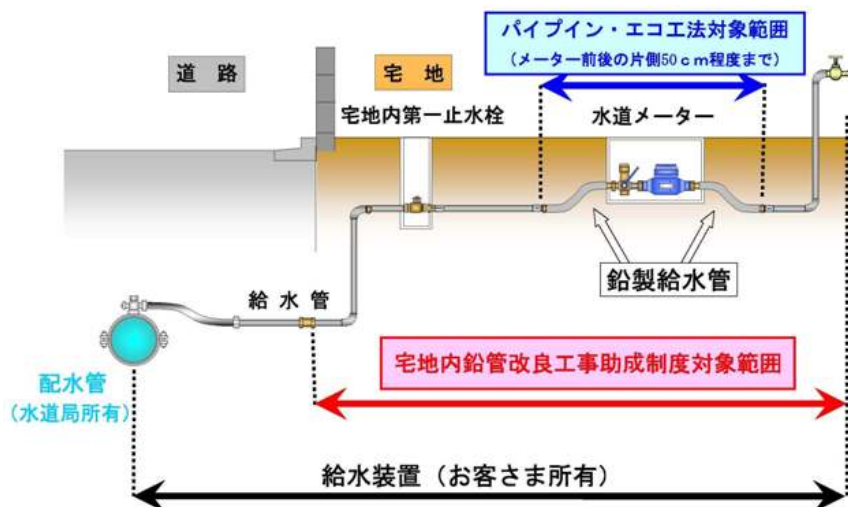 パイプイン・エコ工法対象範囲
(メーター前後の片側50cm程度まで)
道路
宅地
宅地内第一止水栓
水道メーター
鉛製給水管
給水管
宅地内鉛管改良工事助成制度対象範囲
配水管
(水道局所有)
給水装置(お客さま所有)